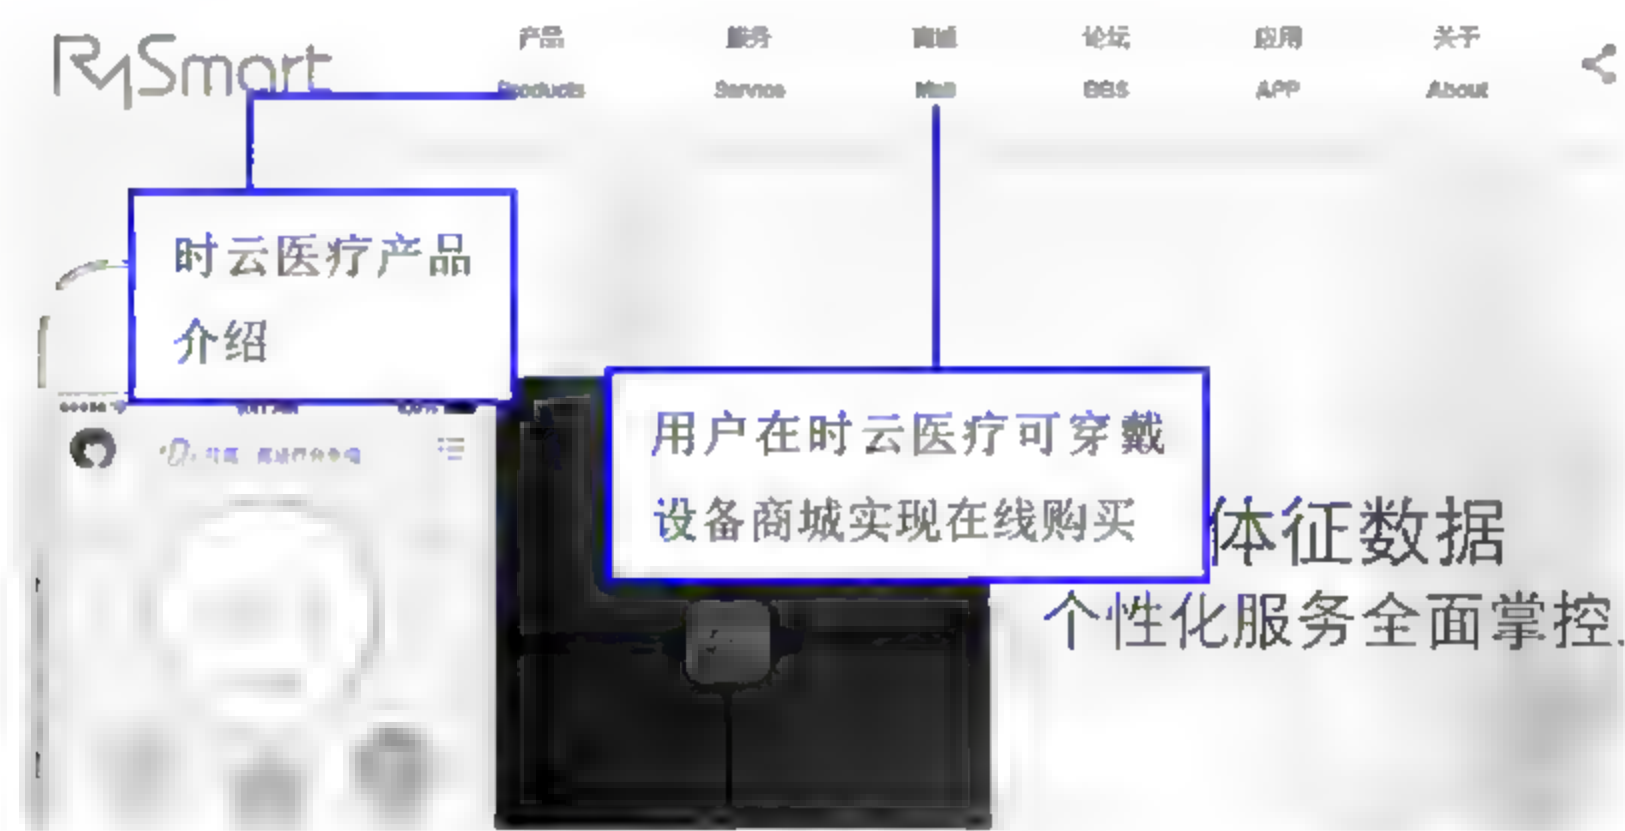 RySmart
产品
服务
商城
论坛
应用
关于
Products
Service
Mall
BBS
APP
About
时云医疗产品
介绍
用户在时云医疗可穿戴
设备商城实现在线购买
体征数据
个性化服务全面掌控